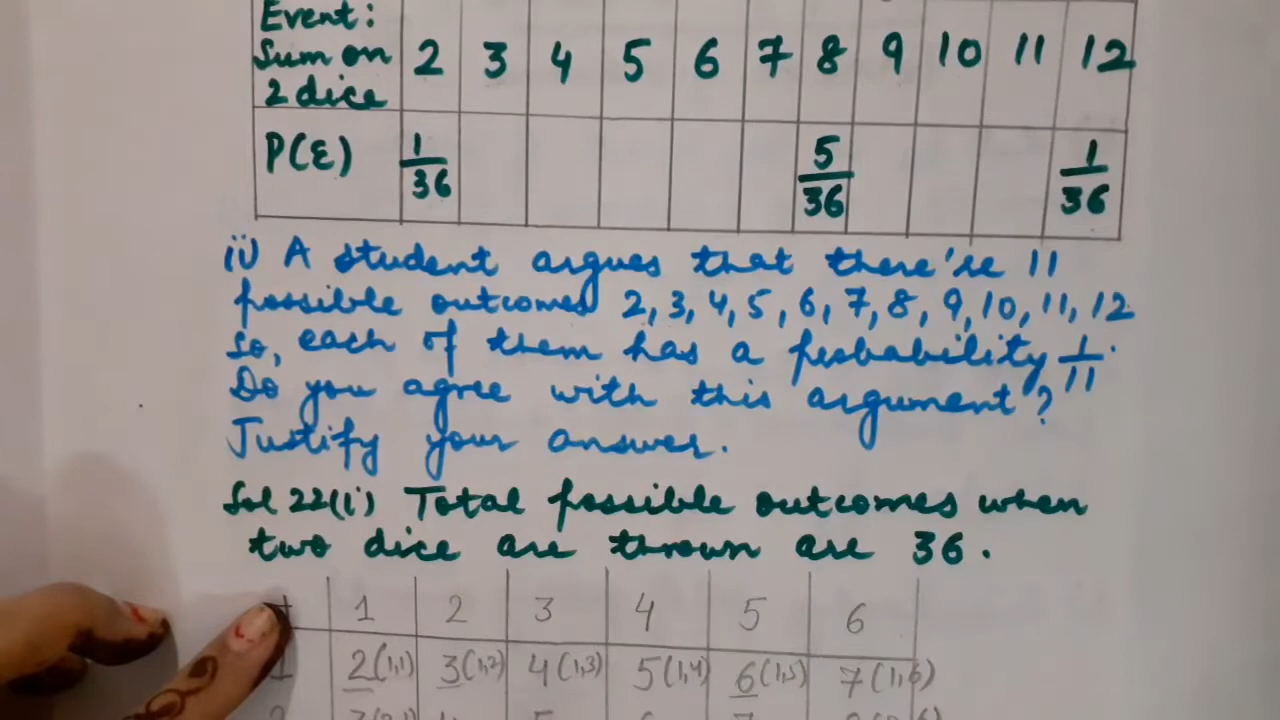 Event:
Sum on 2 3 4 5 6 7 8 9 10 11 12
2 dice
P(E) 1/36 5/36 1/36
ii) A student argues that there're 11
possible outcomes 2, 3, 4, 5, 6, 7, 8, 9, 10, 11, 12
so, each of them has a probability 1/11.
Do you agree with this argument?
Justify your answer.
Sol 22(i) Total possible outcomes when
two dice are thrown are 36.
+ 1 2 3 4 5 6
1 2(1,1) 3(1,2) 4(1,3) 5(1,4) 6(1,5) 7(1,6)